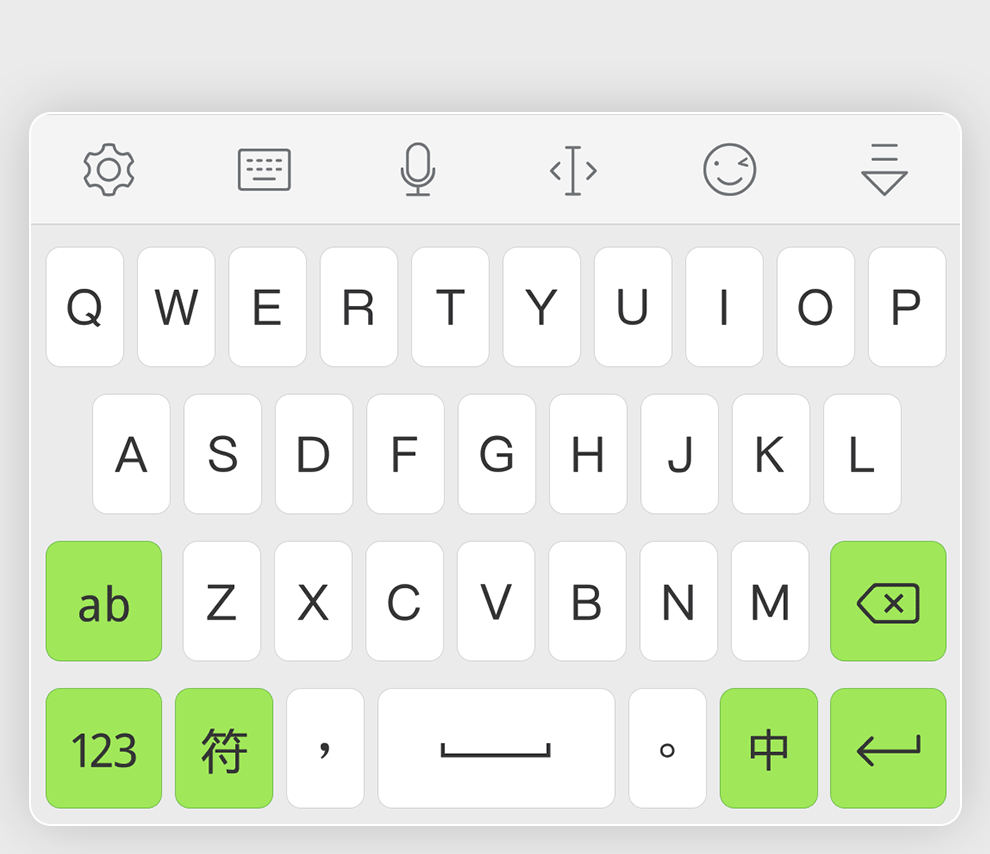 Q W E R T Y U I O P
A S D F G H J K L
ab Z X C V B N M
123 符 , 。 中